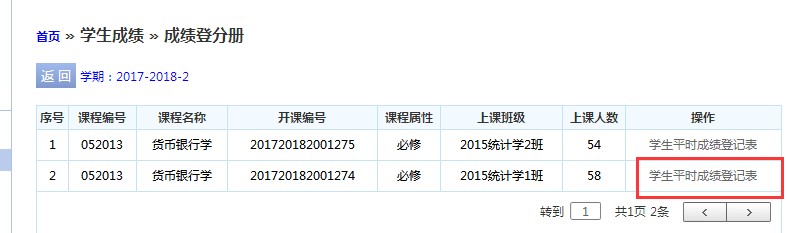 首页 » 学生成绩 » 成绩登分册
返 回 学期：2017-2018-2
序号 课程编号 课程名称 开课编号 课程属性 上课班级 上课人数 操作
1 052013 货币银行学 201720182001275 必修 2015统计学2班 54 学生平时成绩登记表
2 052013 货币银行学 201720182001274 必修 2015统计学1班 58 学生平时成绩登记表
转到 1 共1页 2条 < >